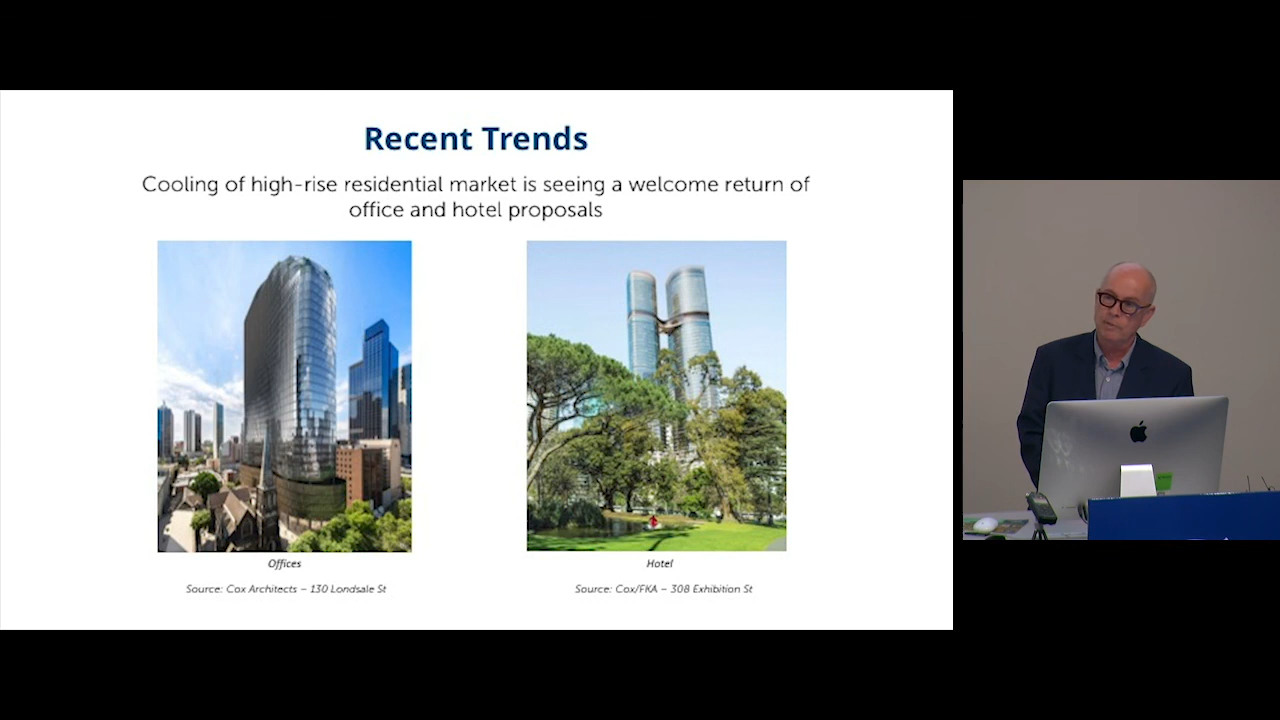 Recent Trends
Cooling of high-rise residential market is seeing a welcome return of
office and hotel proposals
Offices
Hotel
Source: Cox Architects – 130 Londsale St
Source: Cox/FKA – 308 Exhibition St